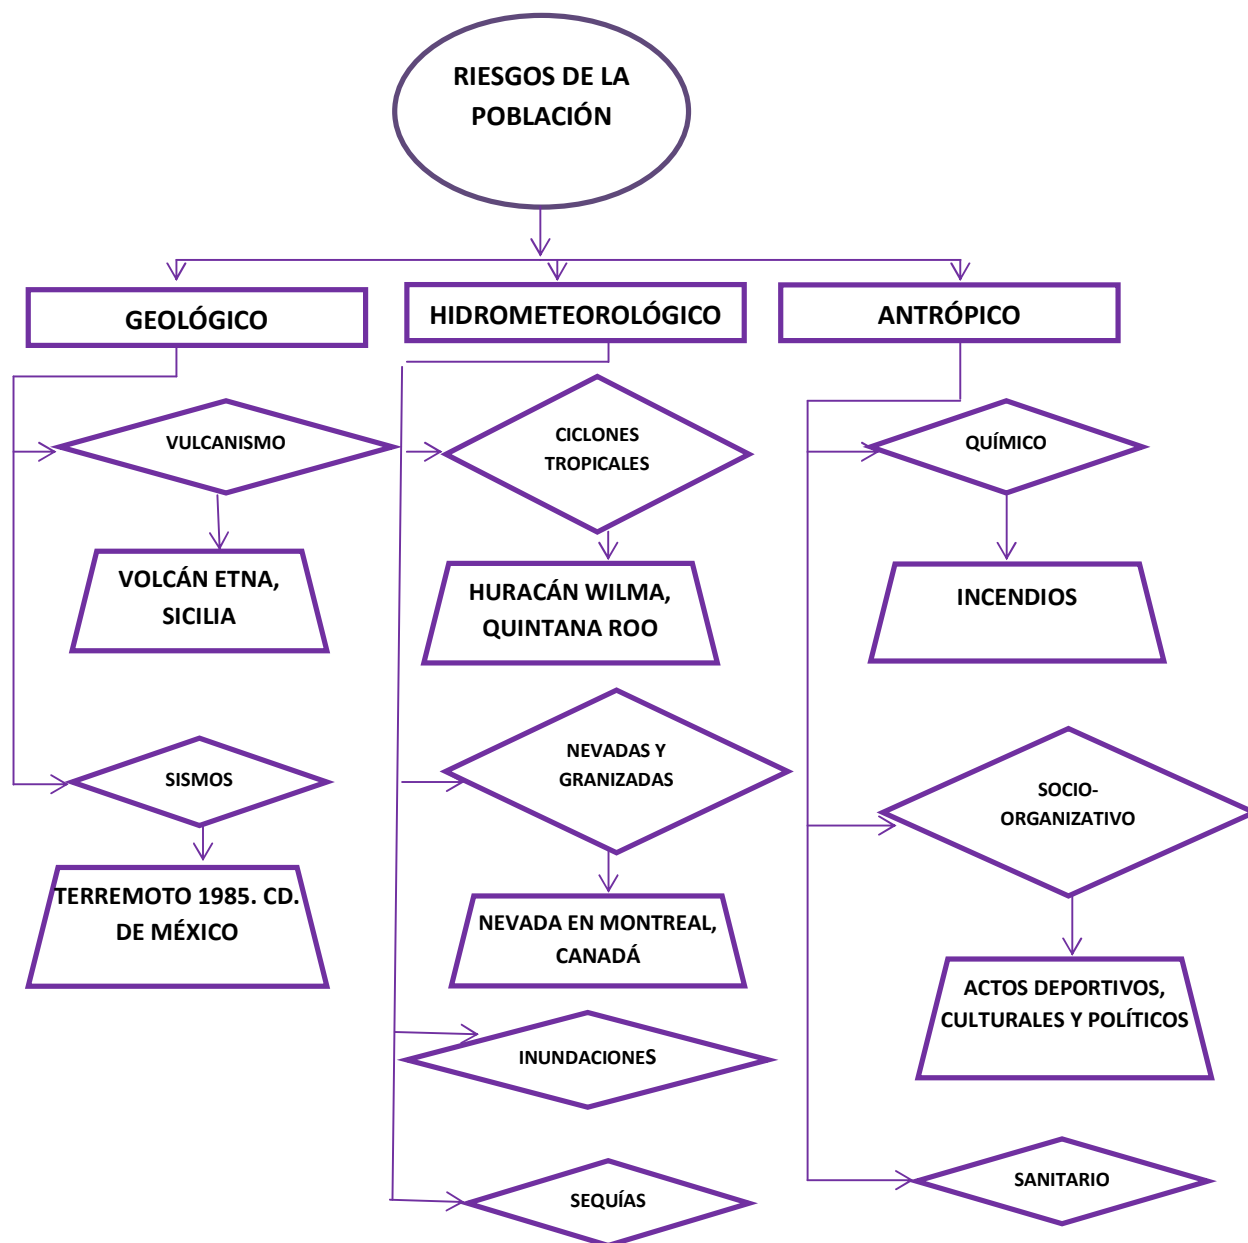 RIESGOS DE LA
POBLACIÓN
GEOLÓGICO
HIDROMETEOROLÓGICO
ANTRÓPICO
VULCANISMO
CICLONES
TROPICALES
QUÍMICO
VOLCÁN ETNA,
SICILIA
HURACÁN WILMA,
QUINTANA ROO
INCENDIOS
SISMOS
NEVADAS Y
GRANIZADAS
SOCIO-
ORGANIZATIVO
TERREMOTO 1985. CD.
DE MÉXICO
NEVADA EN MONTREAL,
CANADÁ
ACTOS DEPORTIVOS,
CULTURALES Y POLÍTICOS
INUNDACIONES
SEQUÍAS
SANITARIO